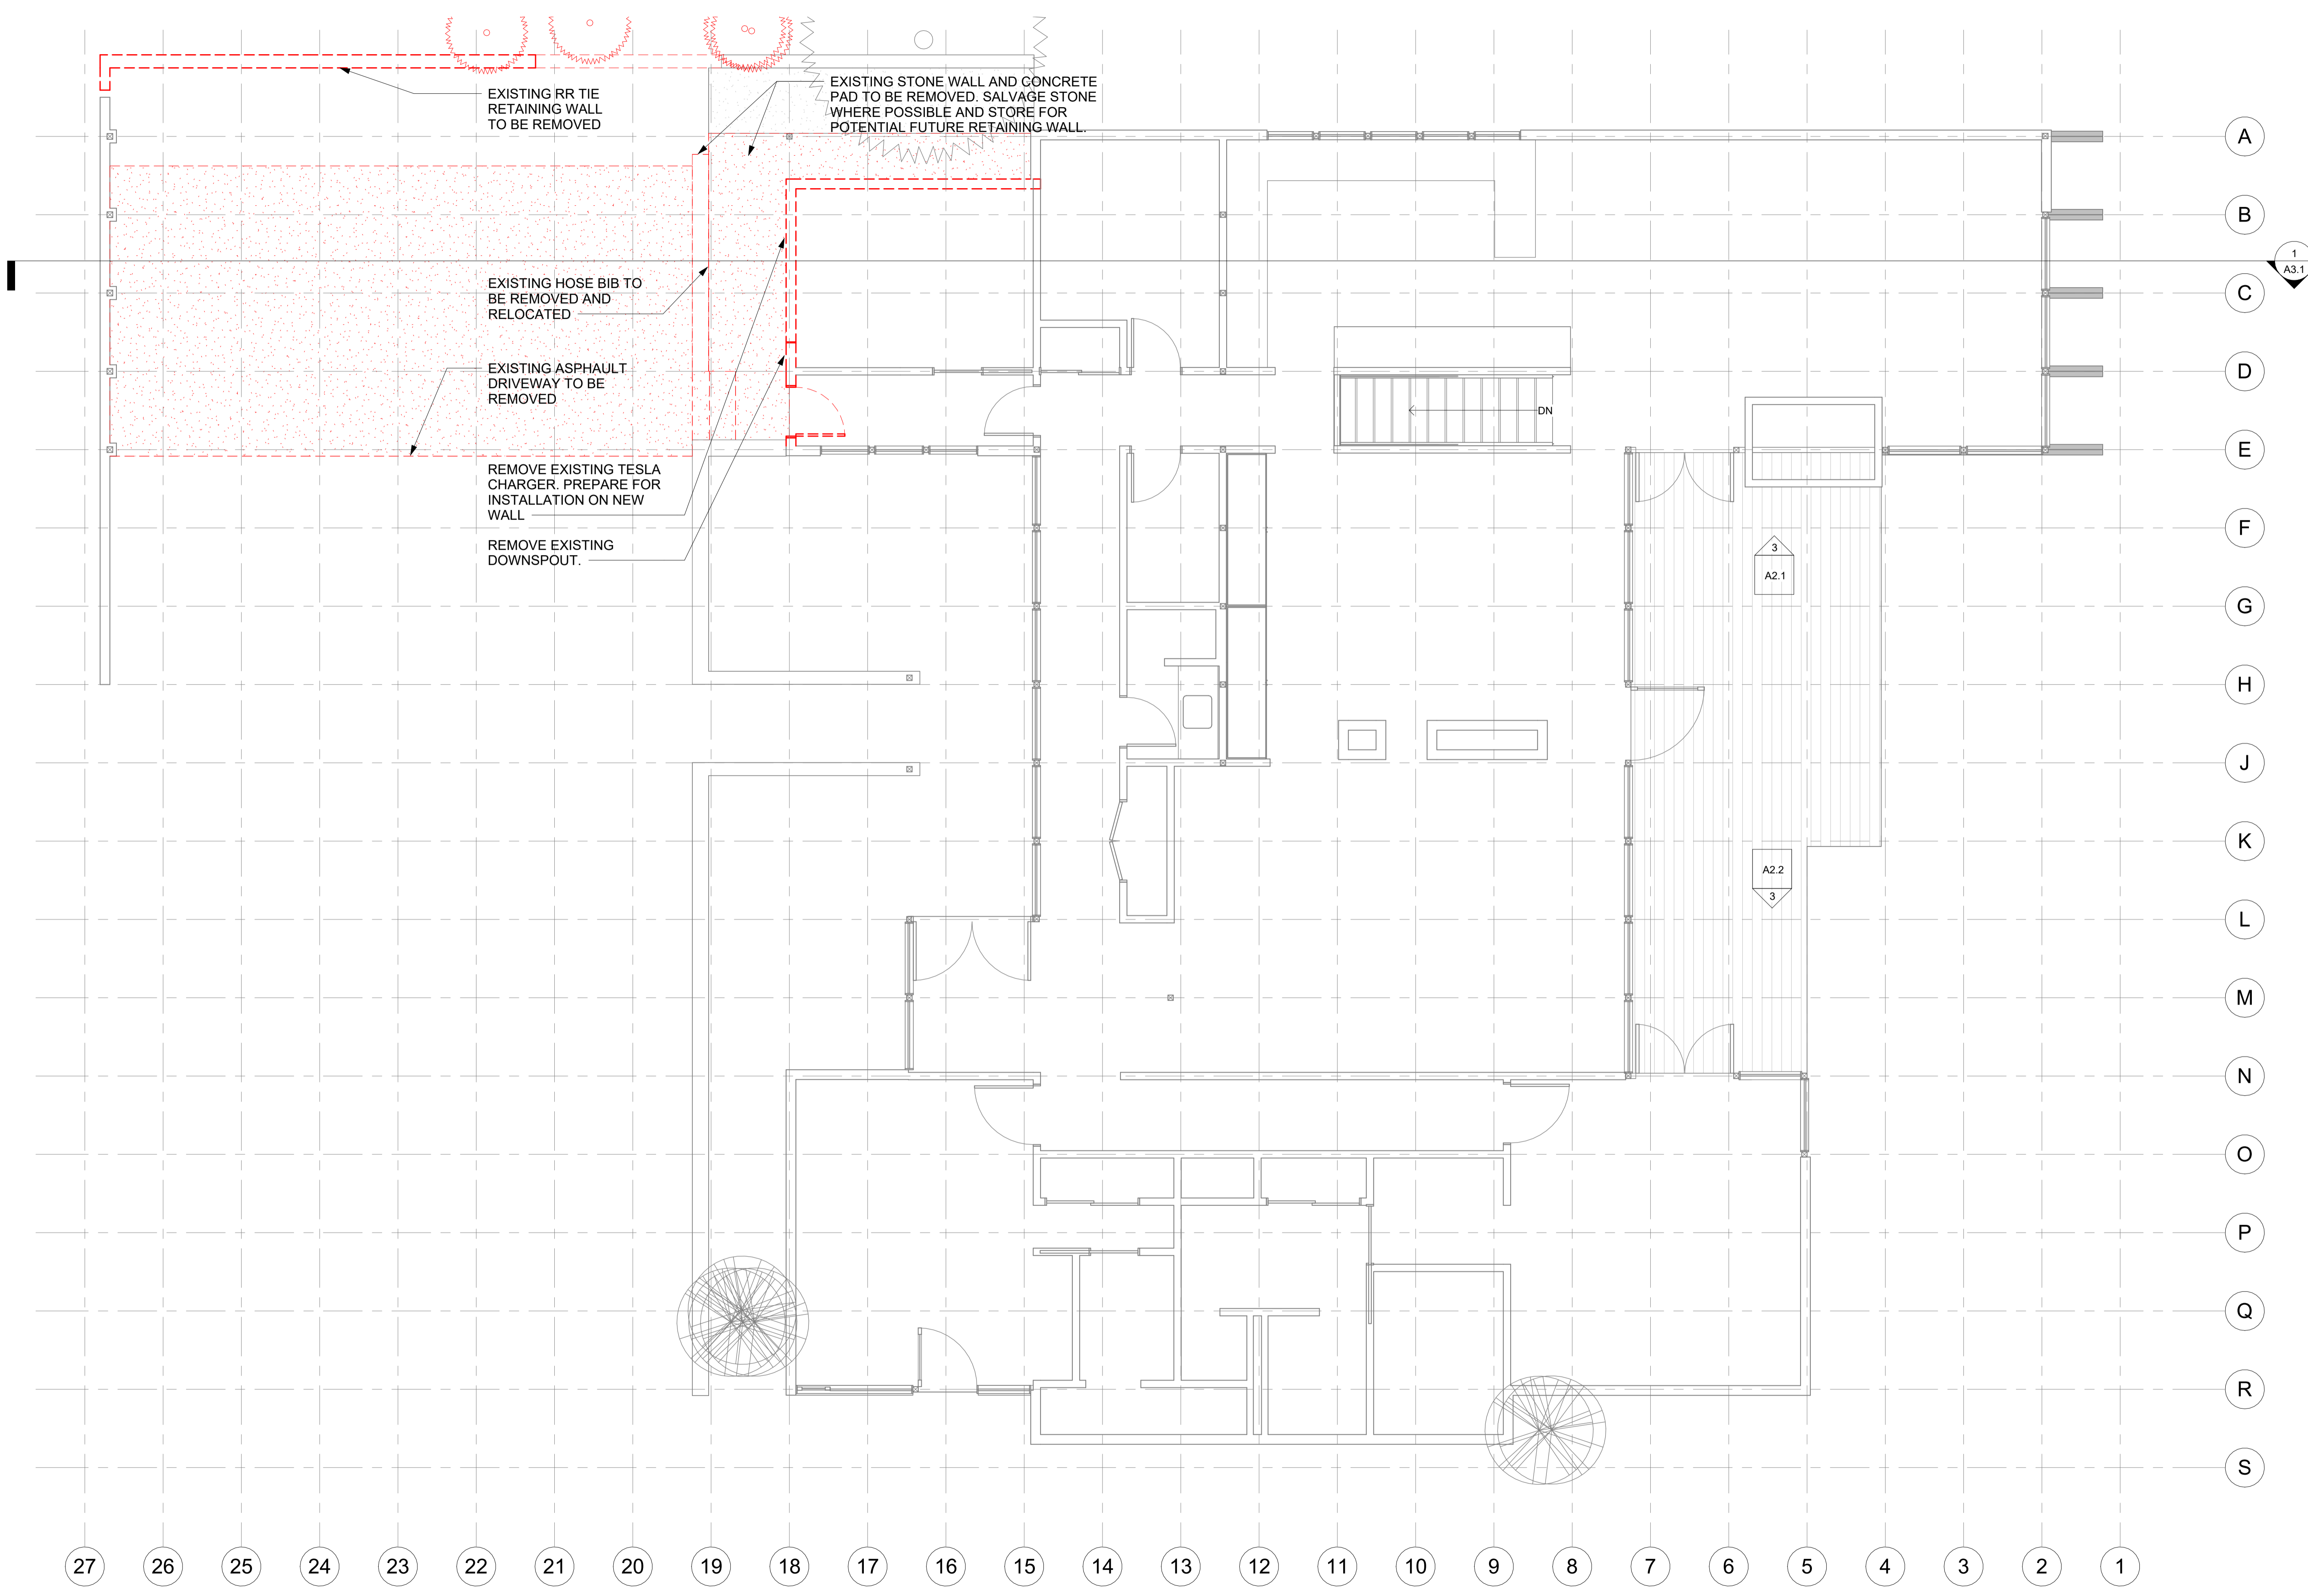 EXISTING RR TIE
RETAINING WALL
TO BE REMOVED
EXISTING STONE WALL AND CONCRETE
PAD TO BE REMOVED. SALVAGE STONE
WHERE POSSIBLE AND STORE FOR
POTENTIAL FUTURE RETAINING WALL.
A
B
1
A3.1
EXISTING HOSE BIB TO
BE REMOVED AND
RELOCATED
C
EXISTING ASPHAULT
DRIVEWAY TO BE
REMOVED
D
DN
E
REMOVE EXISTING TESLA
CHARGER. PREPARE FOR
INSTALLATION ON NEW
WALL
F
REMOVE EXISTING
DOWNSPOUT.
3
A2.1
G
H
J
K
A2.2
3
L
M
N
O
P
Q
R
S
27 26 25 24 23 22 21 20 19 18 17 16 15 14 13 12 11 10 9 8 7 6 5 4 3 2 1